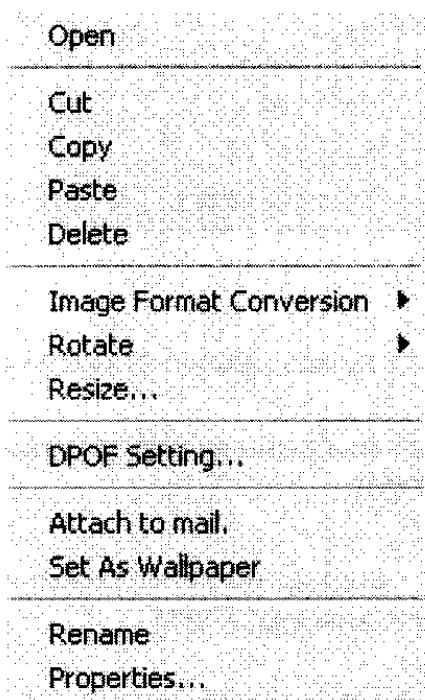 Open
Cut
Copy
Paste
Delete
Image Format Conversion
Rotate
Resize...
DPOF Setting...
Attach to mail.
Set As Wallpaper
Rename
Properties...